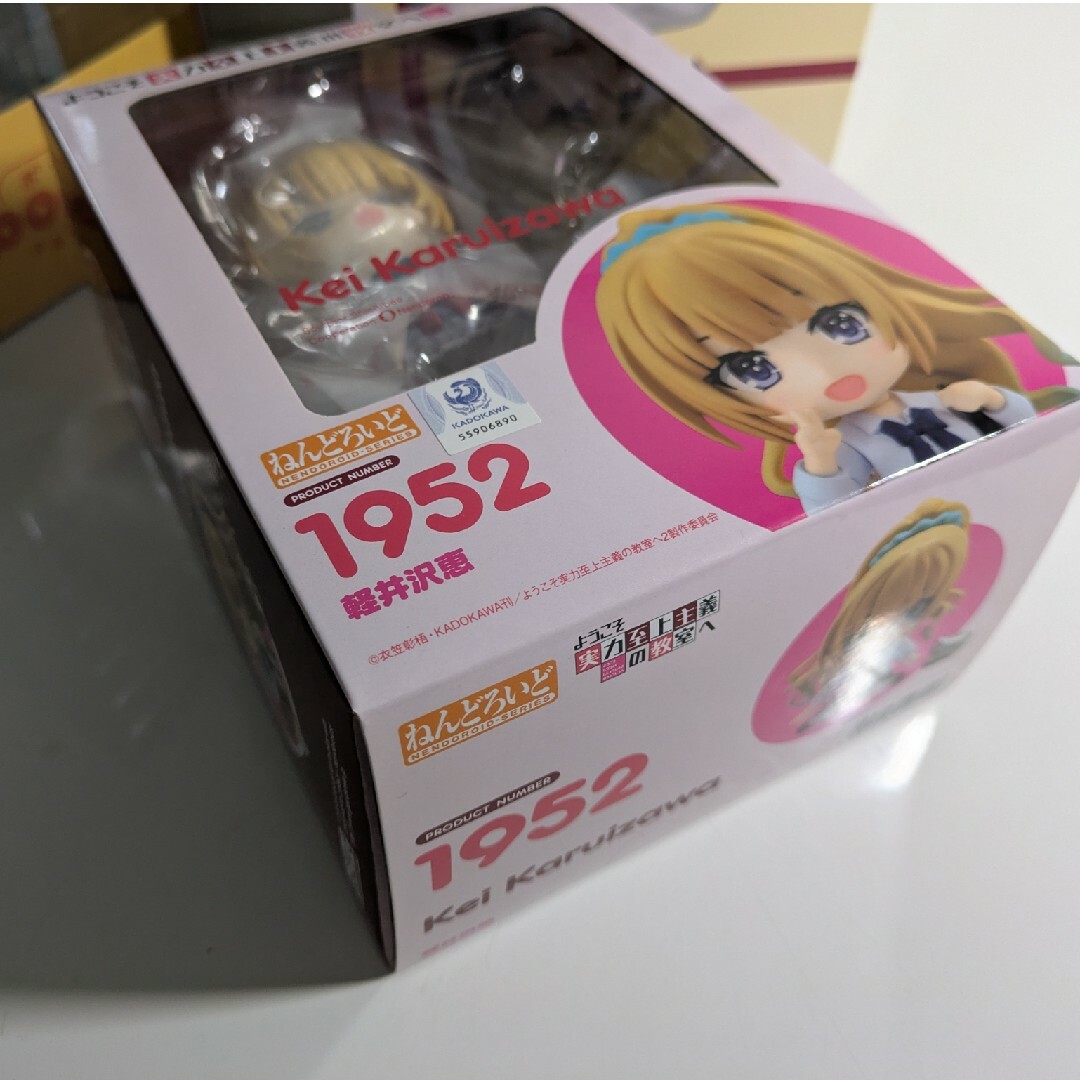 Kei Karuizawa
KADOKAWA
55906890
ねんどろいど
NENDOROID-SERIES
PRODUCT NUMBER
1952
軽井沢恵
©衣笠彰梧・KADOKAWA刊/ようこそ実力至上主義の教室へ2製作委員会
ようこそ
実力至上主義
の教室へ
ねんどろいど
NENDOROID-SERIES
PRODUCT NUMBER
1952
Kei Karuizawa